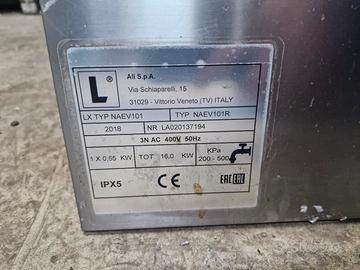 L
Ali S.p.A.
Via Schiaparelli, 15
31029 - Vittorio Veneto (TV) ITALY
LX TYP NAEV101 TYP NAEV101R
2018 NR LA020137194
3N AC 400V 50Hz
1 X 0,55 KW TOT 16,0 KW KPa 200 - 500
IPX5 CE EAC EAC